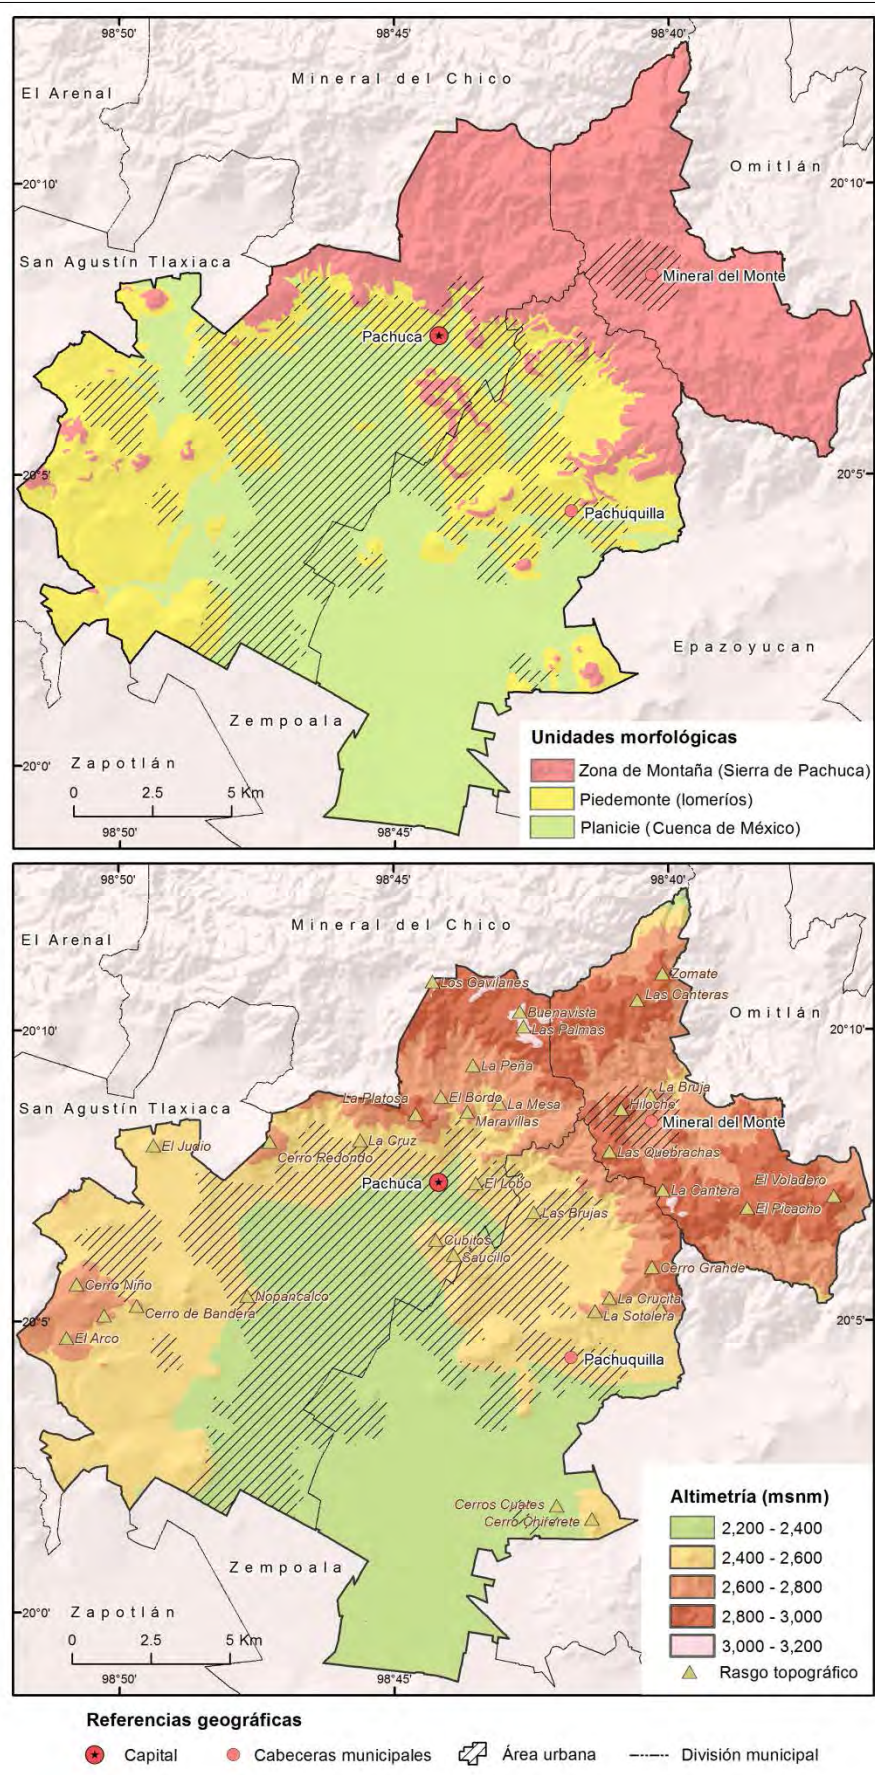 98°50'
98°45'
98°40'
Mineral del Chico
El Arenal
Omitlán
20°10'
20°10'
San Agustín Tlaxiaca
Mineral del Monte
Pachuca
20°5'
20°5'
Pachuquilla
Epazoyucan
Zempoala
Unidades morfológicas
Zapotlán
20°0'
Zona de Montaña (Sierra de Pachuca)
0 2.5 5 Km
Piedemonte (lomeríos)
Planicie (Cuenca de México)
98°50'
98°45'
98°50'
98°45'
98°40'
Mineral del Chico
El Arenal
Zomate
Los Gavilanes
Las Canteras
Buenavista
Omitlán
Las Palmas
20°10'
20°10'
La Peña
La Bruja
La Platosa
El Bordo
La Mesa
Hiloche
San Agustín Tlaxiaca
Maravillas
Mineral del Monte
El Judio
La Cruz
Cerro Redondo
Las Quebrachas
Pachuca
El Lobo
La Cantera
El Voladero
El Picacho
Las Brujas
Cubitos
Saucillo
Cerro Grande
Cerro Niño
Nopancalco
La Crucita
Cerro de Bandera
La Sotolera
20°5'
20°5'
El Arco
Pachuquilla
Altimetría (msnm)
Cerros Cuates
Cerro Chiferete
2,200 - 2,400
2,400 - 2,600
Zempoala
2,600 - 2,800
Zapotlán
20°0'
2,800 - 3,000
0 2.5 5 Km
3,000 - 3,200
Rasgo topográfico
98°50'
98°45'
Referencias geográficas
Capital
Cabeceras municipales
Área urbana
División municipal